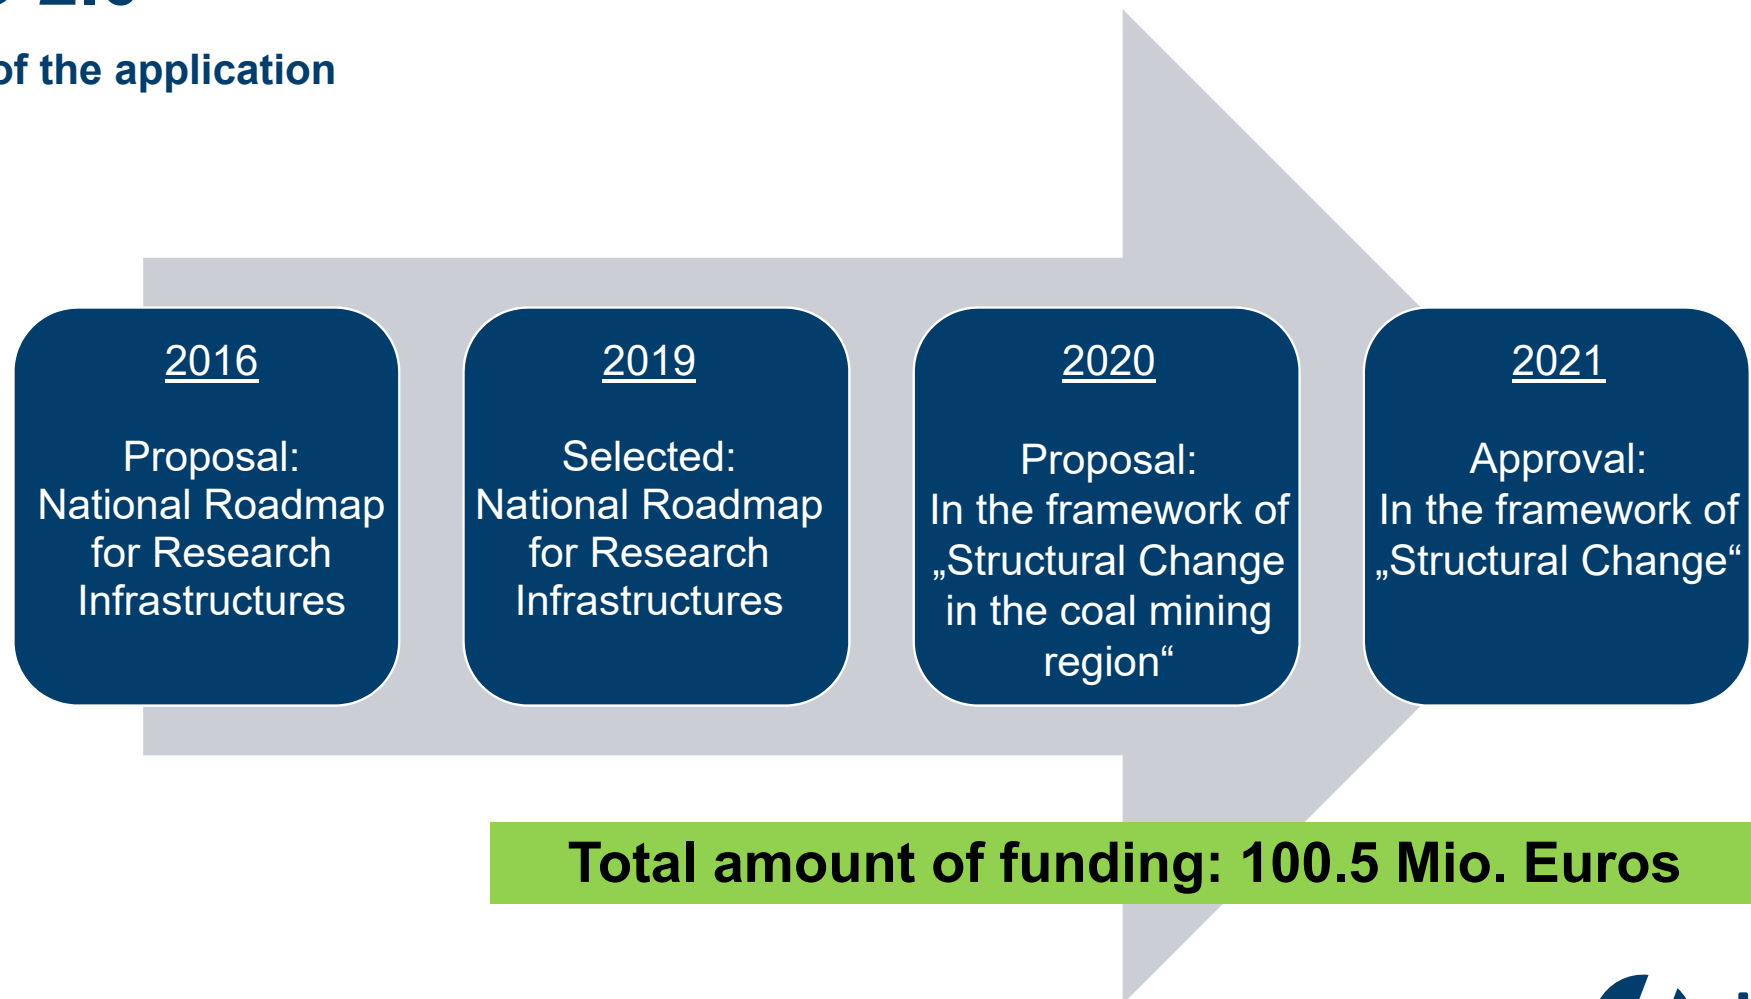 of the application
2016
Proposal:
National Roadmap
for Research
Infrastructures
2019
Selected:
National Roadmap
for Research
Infrastructures
2020
Proposal:
In the framework of
„Structural Change
in the coal mining
region“
2021
Approval:
In the framework of
„Structural Change“
Total amount of funding: 100.5 Mio. Euros